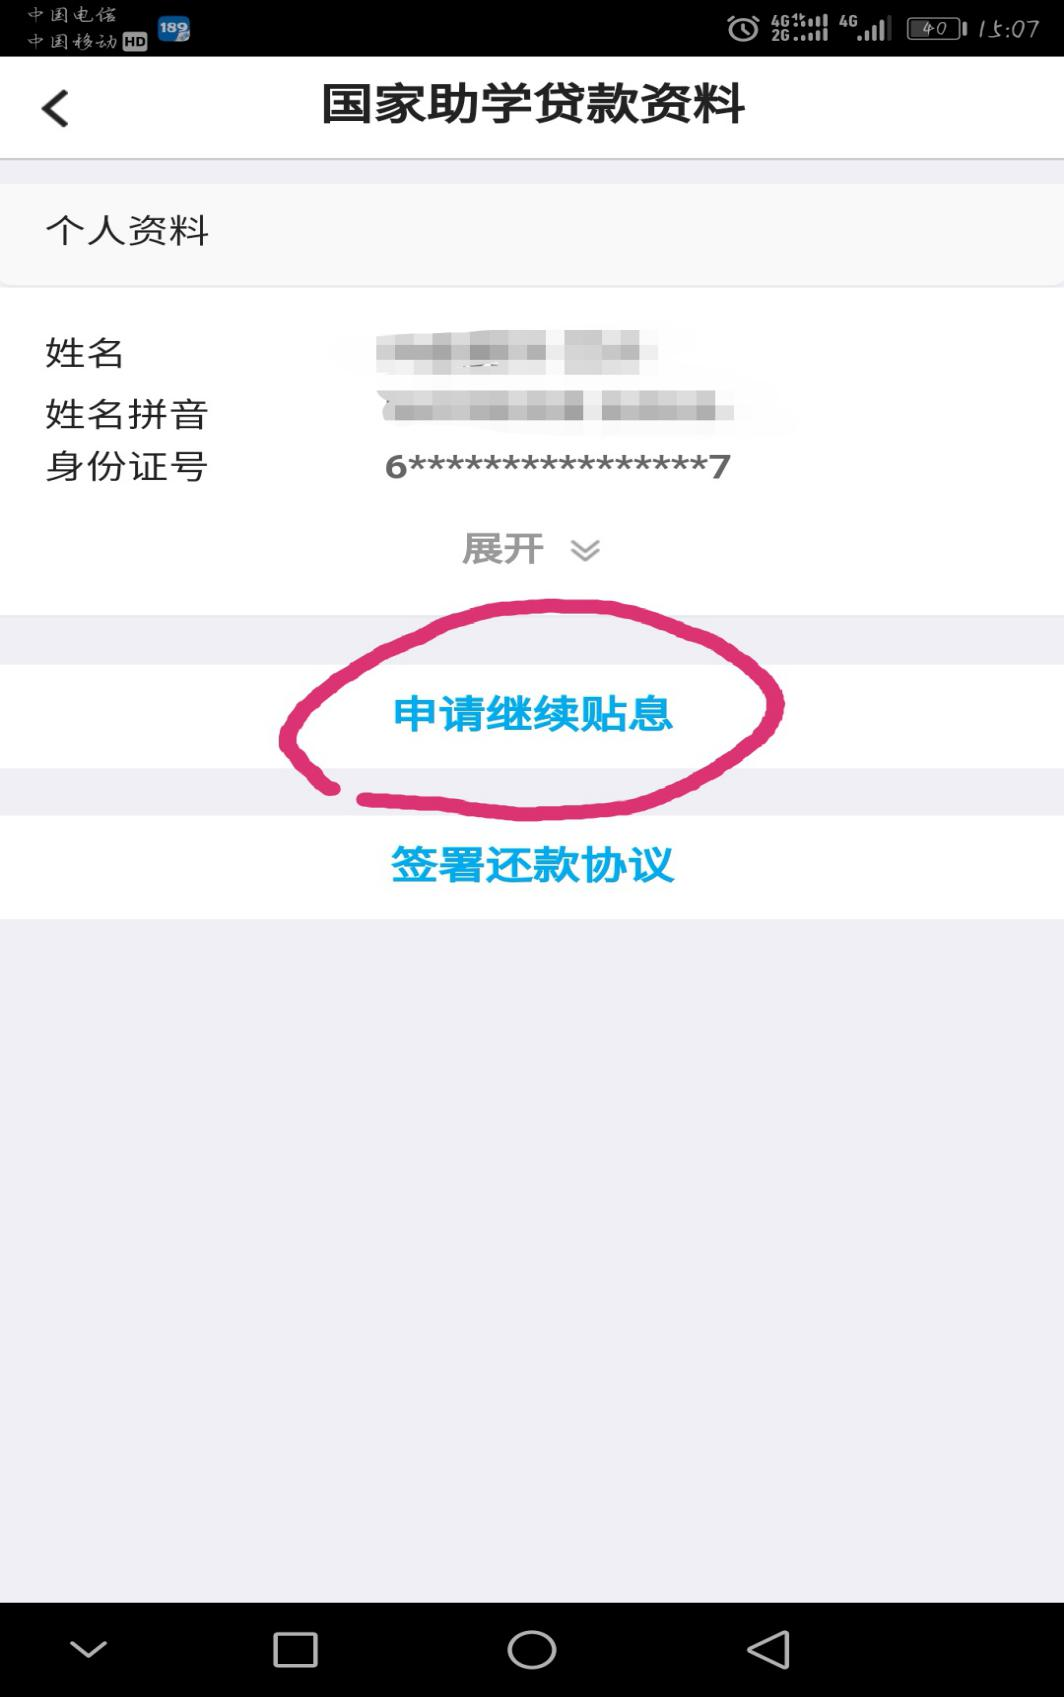 中国电信
中国移动 HD
189
4G 4G
2G
40
15:07
国家助学贷款资料
个人资料
姓名
姓名拼音
身份证号 6****************7
展开
申请继续贴息
签署还款协议